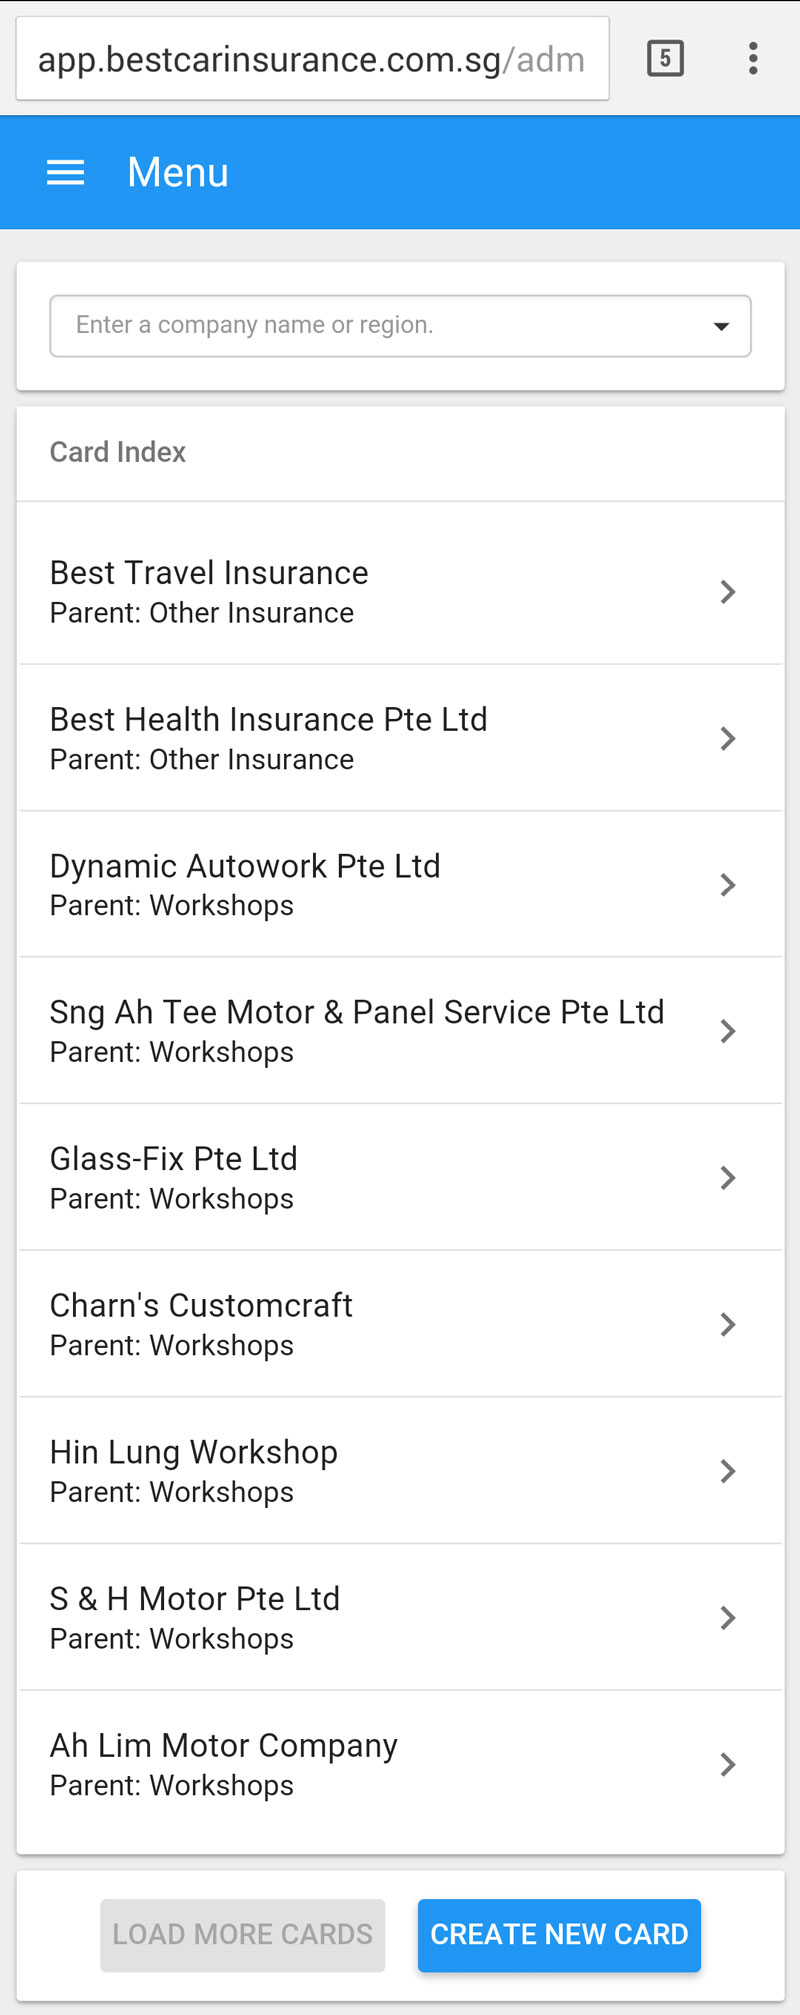 app.bestcarinsurance.com.sg/adm
5
Menu
Enter a company name or region.
Card Index
Best Travel Insurance
Parent: Other Insurance
Best Health Insurance Pte Ltd
Parent: Other Insurance
Dynamic Autowork Pte Ltd
Parent: Workshops
Sng Ah Tee Motor & Panel Service Pte Ltd
Parent: Workshops
Glass-Fix Pte Ltd
Parent: Workshops
Charn's Customcraft
Parent: Workshops
Hin Lung Workshop
Parent: Workshops
S & H Motor Pte Ltd
Parent: Workshops
Ah Lim Motor Company
Parent: Workshops
LOAD MORE CARDS
CREATE NEW CARD